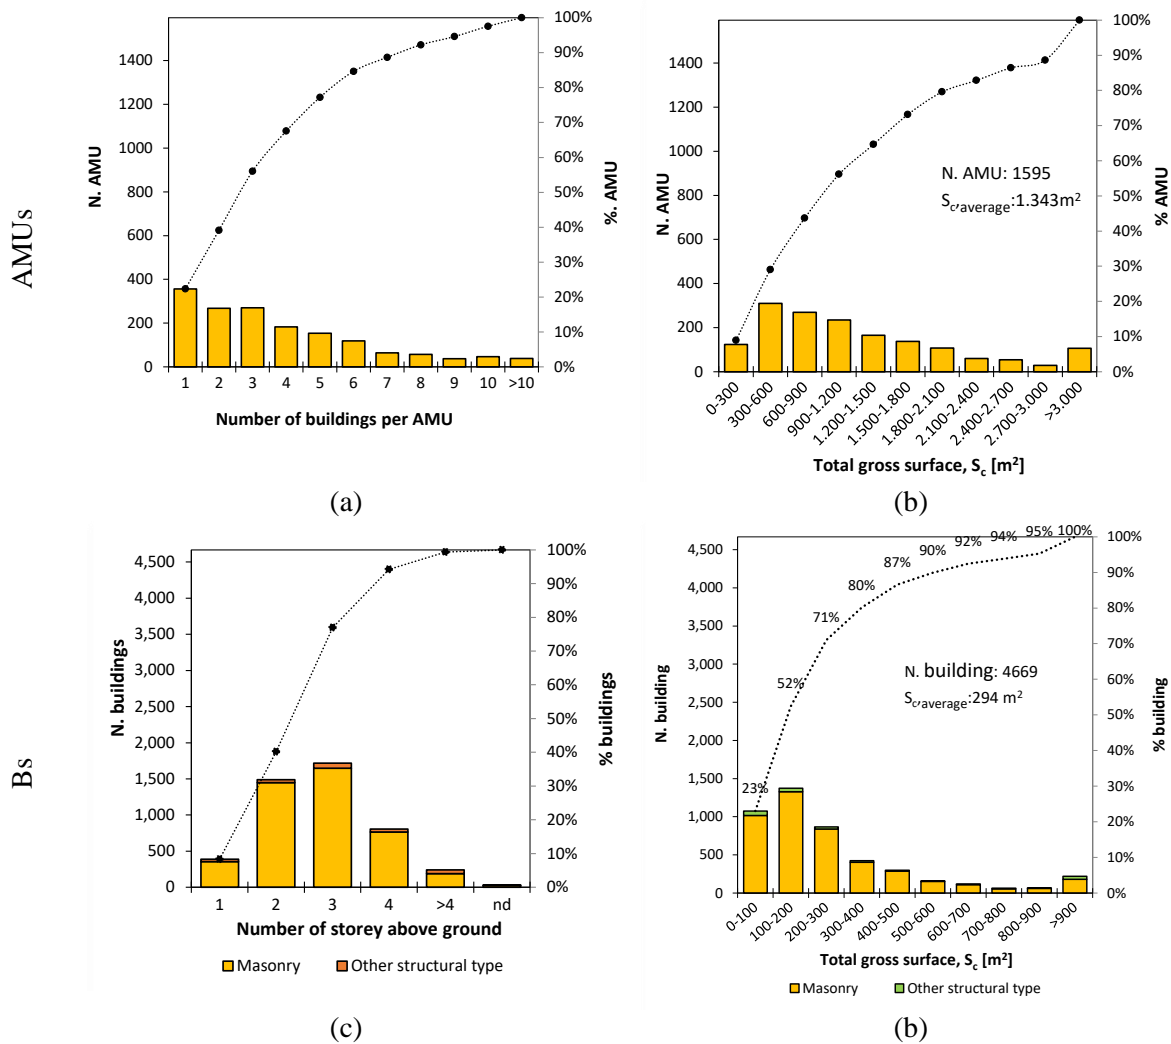 AMUs
N. AMU
1400
1200
1000
800
600
400
200
0
100%
90%
80%
70%
60%
50%
40%
30%
20%
10%
0%
%. AMU
1 2 3 4 5 6 7 8 9 10 >10
Number of buildings per AMU
(a)
N. AMU
1400
1200
1000
800
600
400
200
0
100%
90%
80%
70%
60%
50%
40%
30%
20%
10%
0%
% AMU
N. AMU: 1595
Sc,average:1.343m²
0-300 300-600 600-900 900-1.200 1.200-1.500 1.500-1.800 1.800-2.100 2.100-2.400 2.400-2.700 2.700-3.000 >3.000
Total gross surface, Sc [m²]
(b)
Bs
N. buildings
4,500
4,000
3,500
3,000
2,500
2,000
1,500
1,000
500
0
100%
90%
80%
70%
60%
50%
40%
30%
20%
10%
0%
% buildings
1 2 3 4 >4 nd
Number of storey above ground
Masonry Other structural type
(c)
N. building
4,500
4,000
3,500
3,000
2,500
2,000
1,500
1,000
500
0
23% 52% 71% 80% 87% 90% 92% 94% 95% 100%
100%
90%
80%
70%
60%
50%
40%
30%
20%
10%
0%
% building
N. building: 4669
Sc,average:294 m²
0-100 100-200 200-300 300-400 400-500 500-600 600-700 700-800 800-900 >900
Total gross surface, Sc [m²]
Masonry Other structural type
(b)